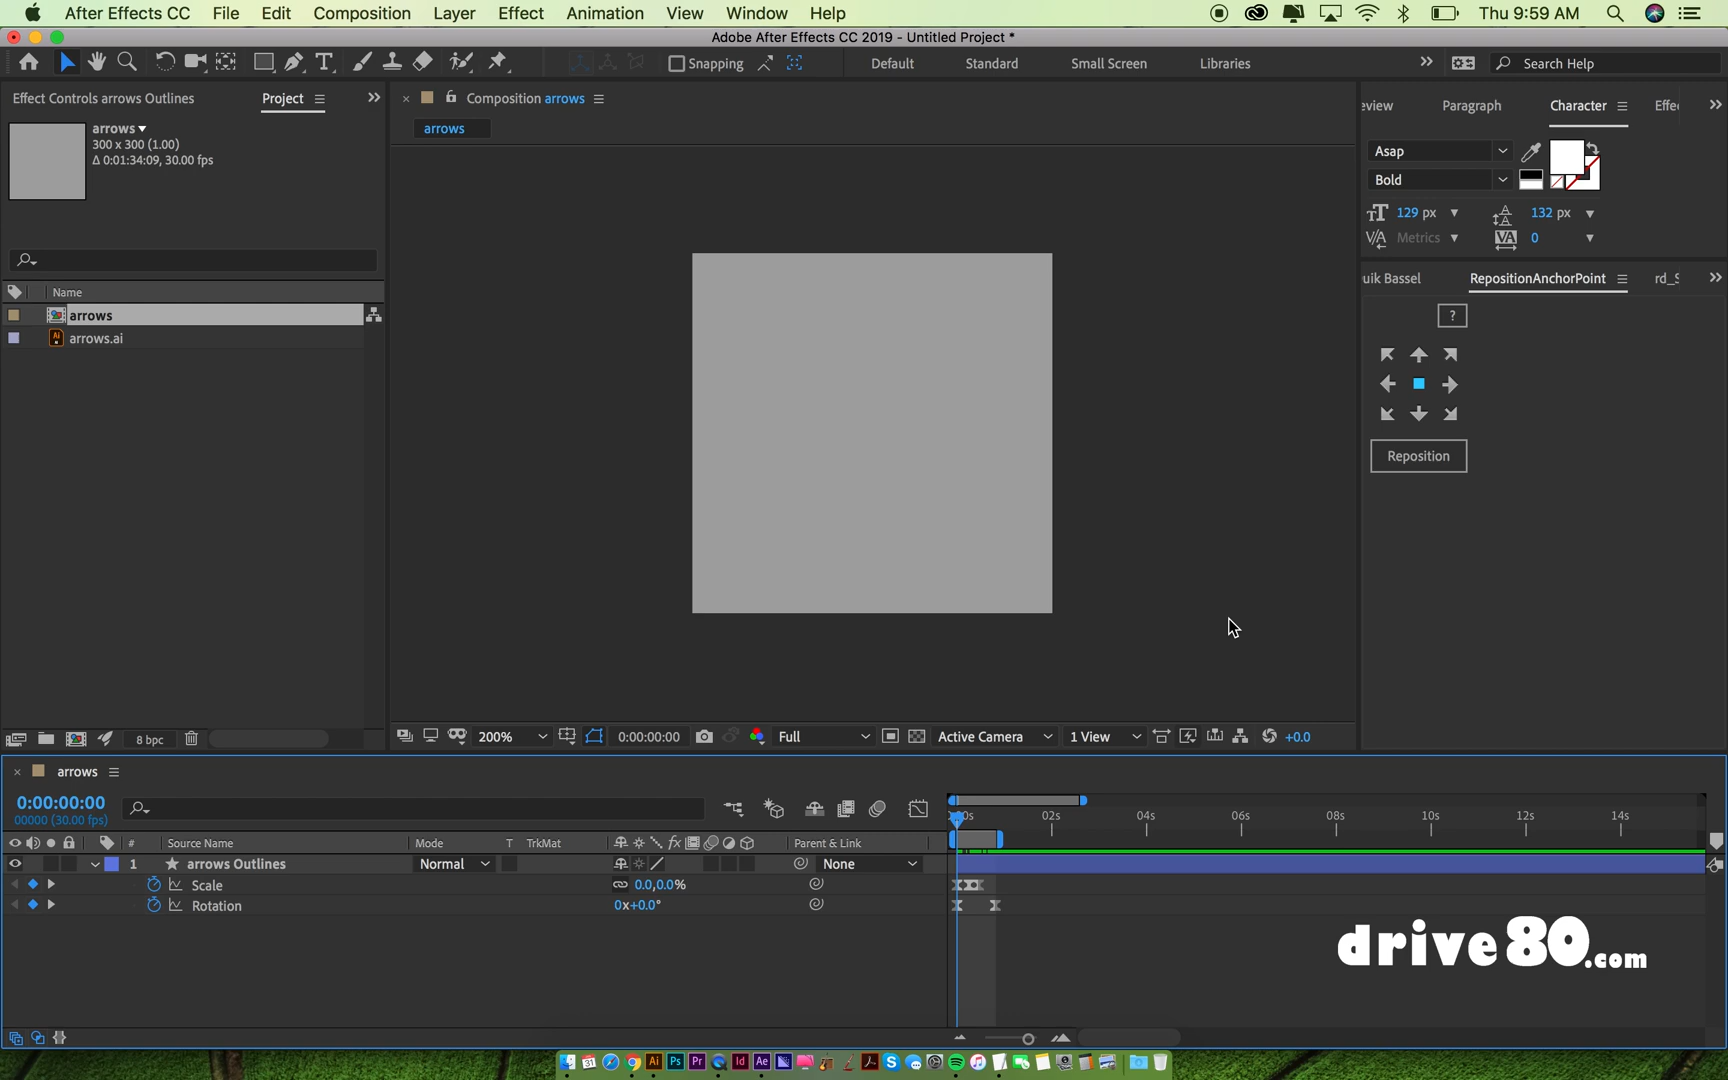 After Effects CC File Edit Composition Layer Effect Animation View Window Help Thu 9:59 AM
Adobe After Effects CC 2019 - Untitled Project *
Snapping Default Standard Small Screen Libraries Search Help
Effect Controls arrows Outlines Project
Composition arrows
eview Paragraph Character Effec
arrows
300 x 300 (1.00)
Δ 0:01:34:09, 30.00 fps
arrows
Asap
Bold
129 px 132 px
Metrics 0
uik Bassel RepositionAnchorPoint rd_S
?
Reposition
Name
arrows
arrows.ai
8 bpc
200% 0:00:00:00 Full Active Camera 1 View +0.0
arrows
0:00:00:00
00000 (30.00 fps)
# Source Name Mode T TrkMat Parent & Link
02s 04s 06s 08s 10s 12s 14s
1 arrows Outlines Normal None
Scale 0.0,0.0%
Rotation 0x+0.0°
drive80.com